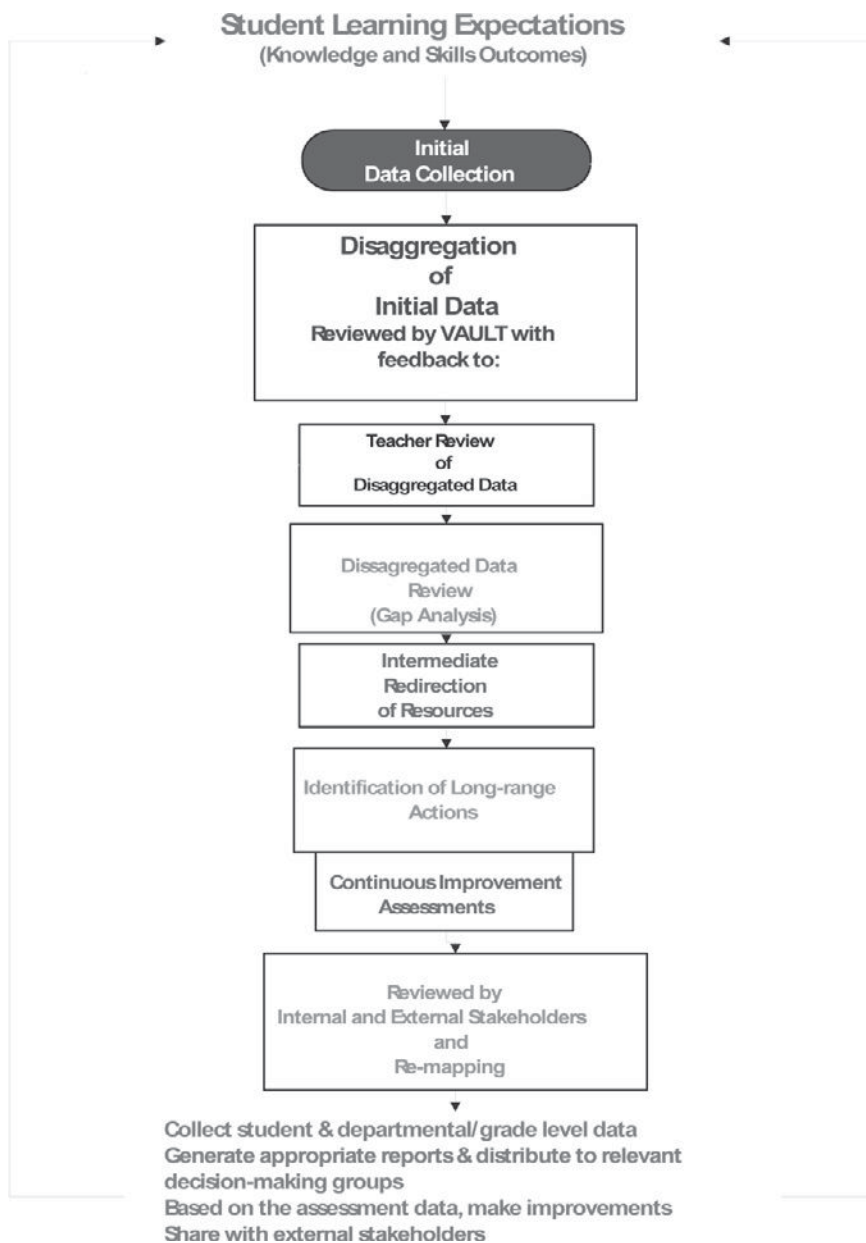 Student Learning Expectations
(Knowledge and Skills Outcomes)
Initial
Data Collection
Disaggregation
of
Initial Data
Reviewed by VAULT with
feedback to:
Teacher Review
of
Disaggregated Data
Dissagregated Data
Review
(Gap Analysis)
Intermediate
Redirection
of Resources
Identification of Long-range
Actions
Continuous Improvement
Assessments
Reviewed by
Internal and External Stakeholders
and
Re-mapping
Collect student & departmental/grade level data
Generate appropriate reports & distribute to relevant
decision-making groups
Based on the assessment data, make improvements
Share with external stakeholders